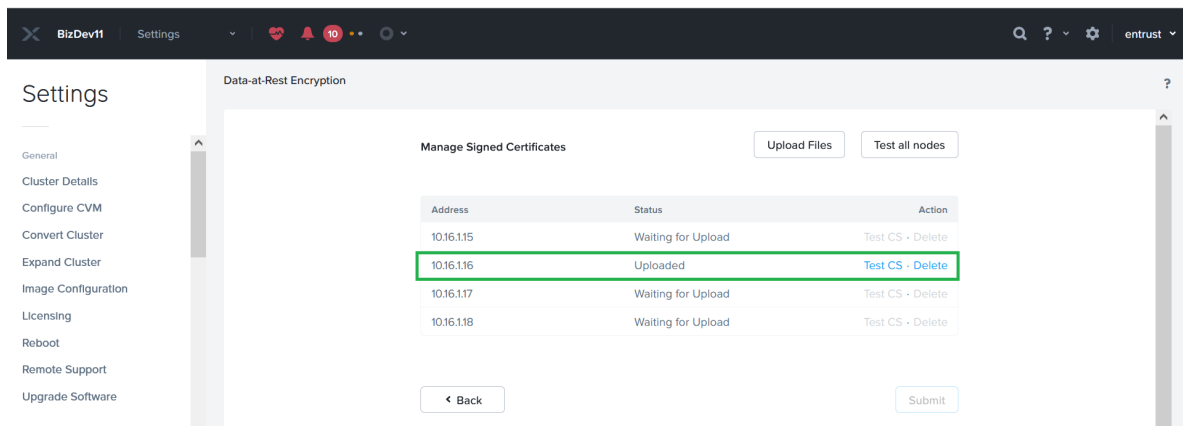 BizDev11 Settings 10 ? entrust
Settings
Data-at-Rest Encryption ?
General
Cluster Details
Configure CVM
Convert Cluster
Expand Cluster
Image Configuration
Licensing
Reboot
Remote Support
Upgrade Software
Manage Signed Certificates Upload Files Test all nodes
Address Status Action
10.16.1.15 Waiting for Upload Test CS · Delete
10.16.1.16 Uploaded Test CS · Delete
10.16.1.17 Waiting for Upload Test CS · Delete
10.16.1.18 Waiting for Upload Test CS · Delete
Back Submit